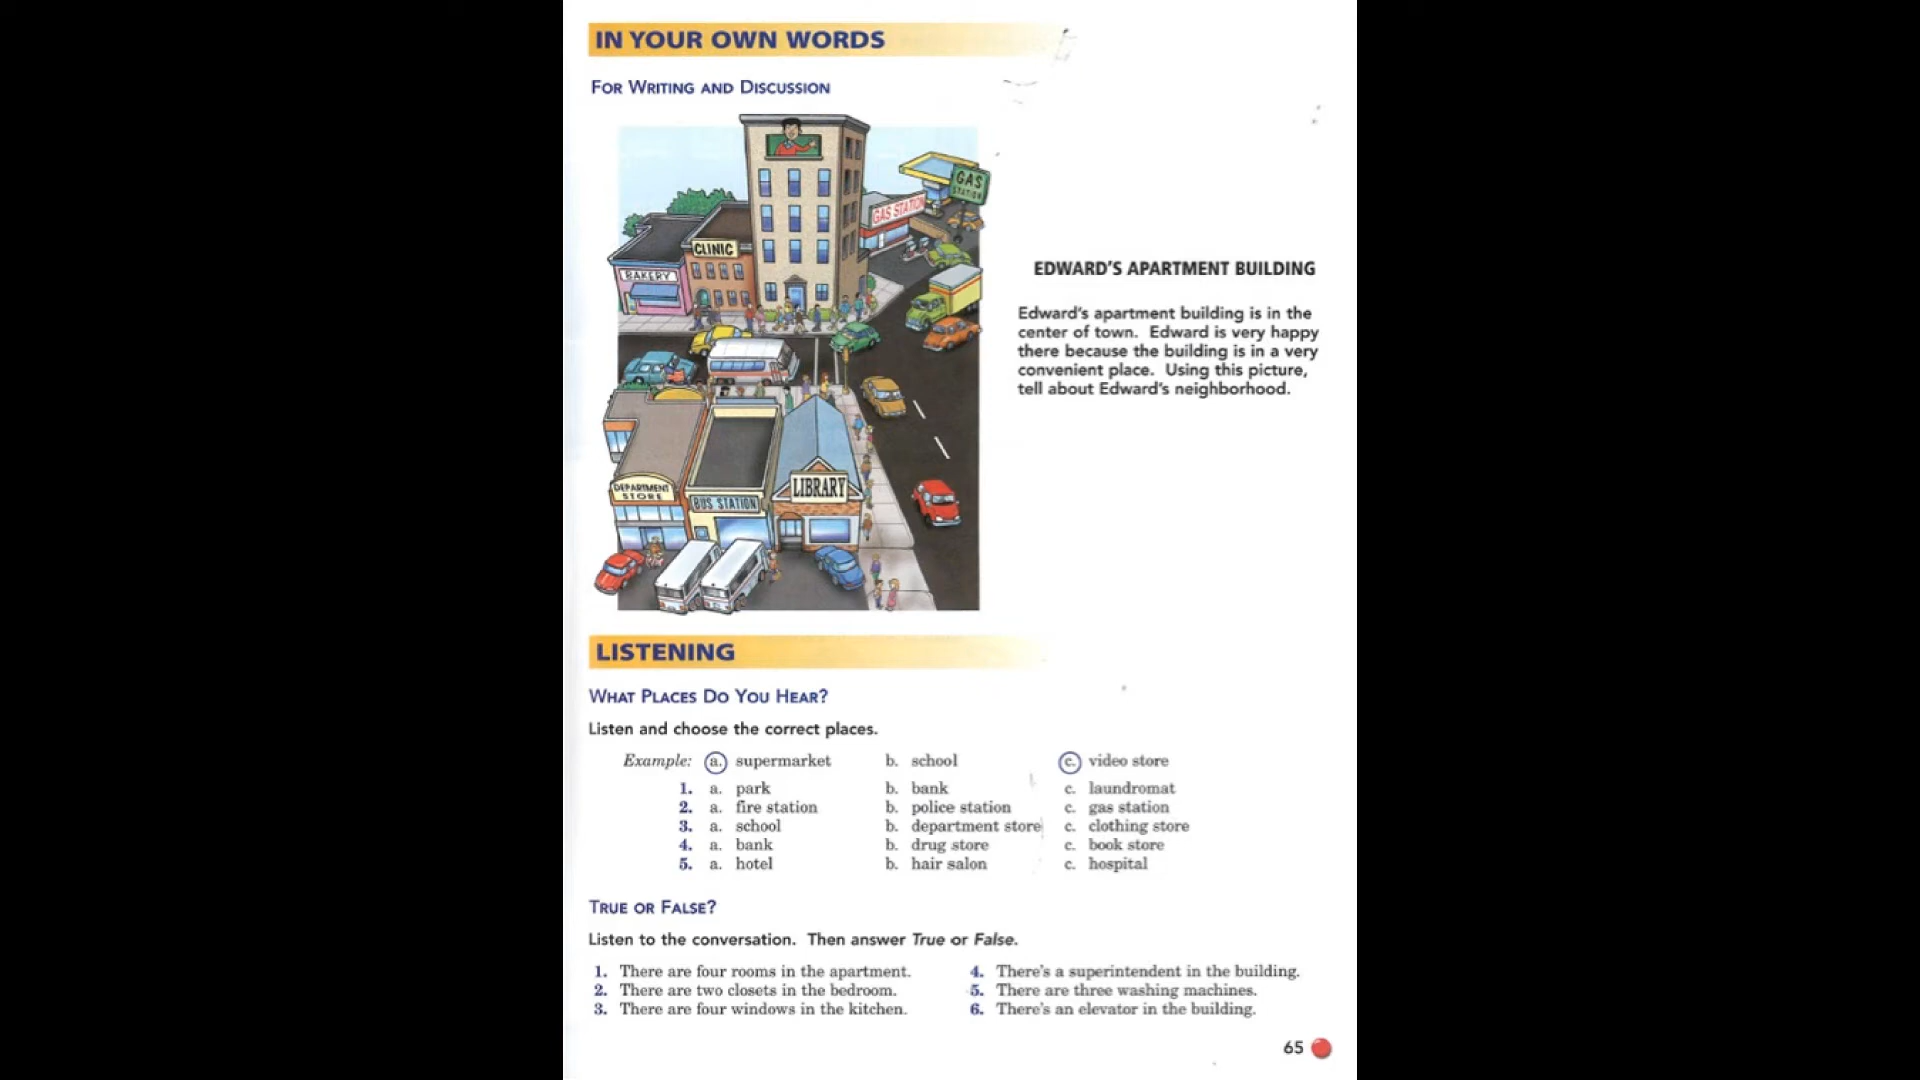 IN YOUR OWN WORDS
FOR WRITING AND DISCUSSION
GAS
STATION
GAS STATION
CLINIC
BAKERY
EDWARD'S APARTMENT BUILDING
Edward's apartment building is in the
center of town. Edward is very happy
there because the building is in a very
convenient place. Using this picture,
tell about Edward's neighborhood.
DEPARTMENT
STORE
BUS STATION
LIBRARY
LISTENING
WHAT PLACES DO YOU HEAR?
Listen and choose the correct places.
Example: a. supermarket b. school c. video store
1. a. park b. bank c. laundromat
2. a. fire station b. police station c. gas station
3. a. school b. department store c. clothing store
4. a. bank b. drug store c. book store
5. a. hotel b. hair salon c. hospital
TRUE OR FALSE?
Listen to the conversation. Then answer True or False.
1. There are four rooms in the apartment.
2. There are two closets in the bedroom.
3. There are four windows in the kitchen.
4. There's a superintendent in the building.
5. There are three washing machines.
6. There's an elevator in the building.
65